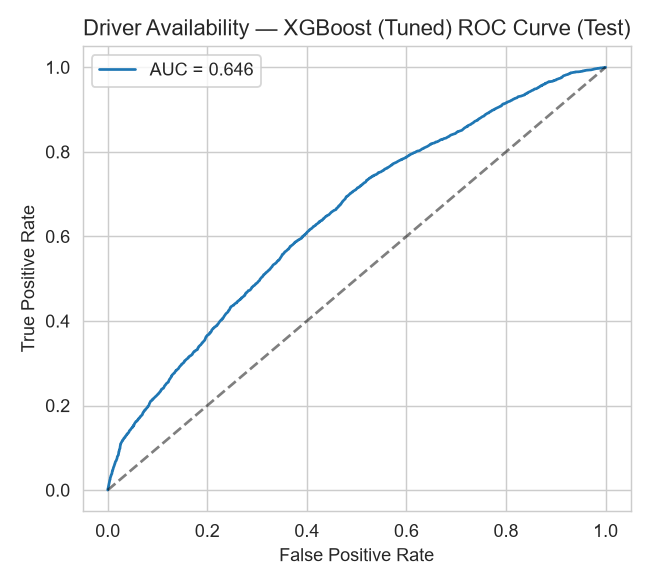 Driver Availability — XGBoost (Tuned) ROC Curve (Test)
AUC = 0.646
True Positive Rate
1.0
0.8
0.6
0.4
0.2
0.0
0.0 0.2 0.4 0.6 0.8 1.0
False Positive Rate